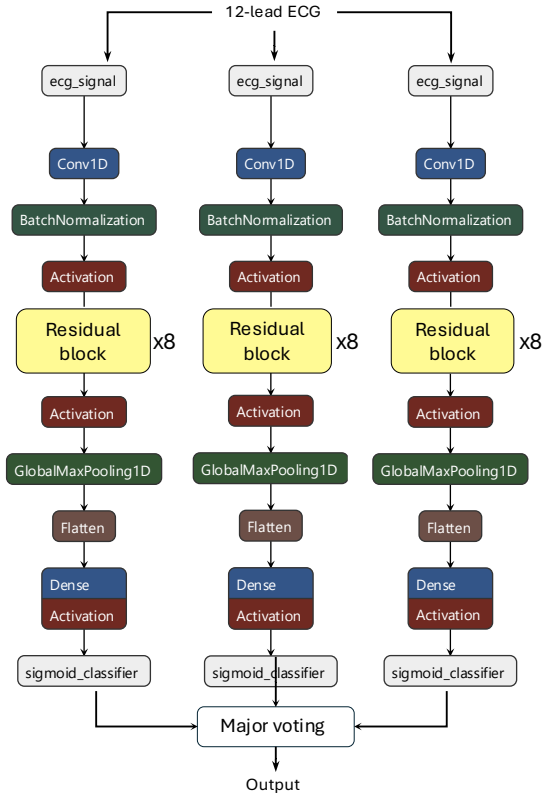 12-lead ECG
ecg_signal
ecg_signal
ecg_signal
Conv1D
Conv1D
Conv1D
BatchNormalization
BatchNormalization
BatchNormalization
Activation
Activation
Activation
Residual
block
x8
Residual
block
x8
Residual
block
x8
Activation
Activation
Activation
GlobalMaxPooling1D
GlobalMaxPooling1D
GlobalMaxPooling1D
Flatten
Flatten
Flatten
Dense
Activation
Dense
Activation
Dense
Activation
sigmoid_classifier
sigmoid_classifier
sigmoid_classifier
Major voting
Output